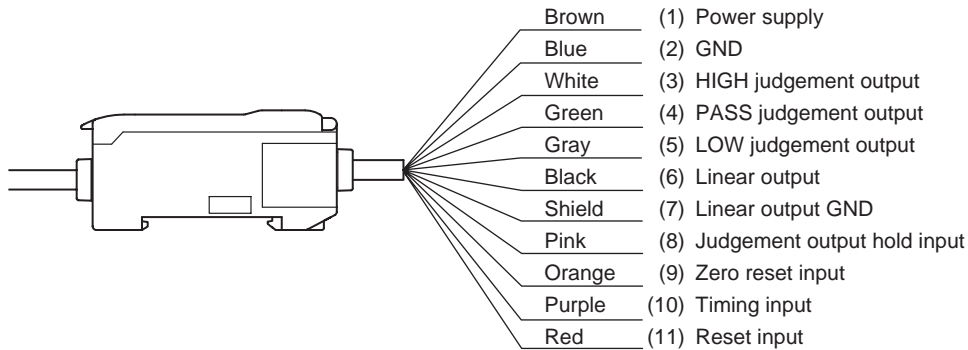 Brown (1) Power supply
Blue (2) GND
White (3) HIGH judgement output
Green (4) PASS judgement output
Gray (5) LOW judgement output
Black (6) Linear output
Shield (7) Linear output GND
Pink (8) Judgement output hold input
Orange (9) Zero reset input
Purple (10) Timing input
Red (11) Reset input